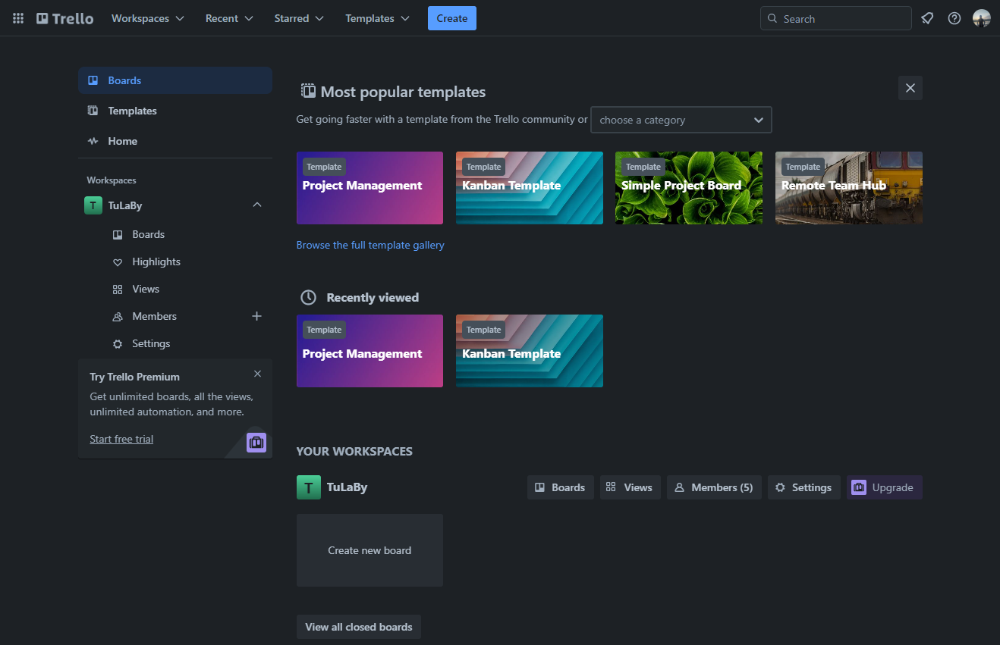 Trello
Workspaces
Recent
Starred
Templates
Create
Search
Boards
Templates
Home
Workspaces
T
TuLaBy
Boards
Highlights
Views
Members
Settings
Try Trello Premium
Get unlimited boards, all the views,
unlimited automation, and more.
Start free trial
Most popular templates
Get going faster with a template from the Trello community or
choose a category
Template
Project Management
Template
Kanban Template
Template
Simple Project Board
Template
Remote Team Hub
Browse the full template gallery
Recently viewed
Template
Project Management
Template
Kanban Template
YOUR WORKSPACES
T
TuLaBy
Boards
Views
Members (5)
Settings
Upgrade
Create new board
View all closed boards